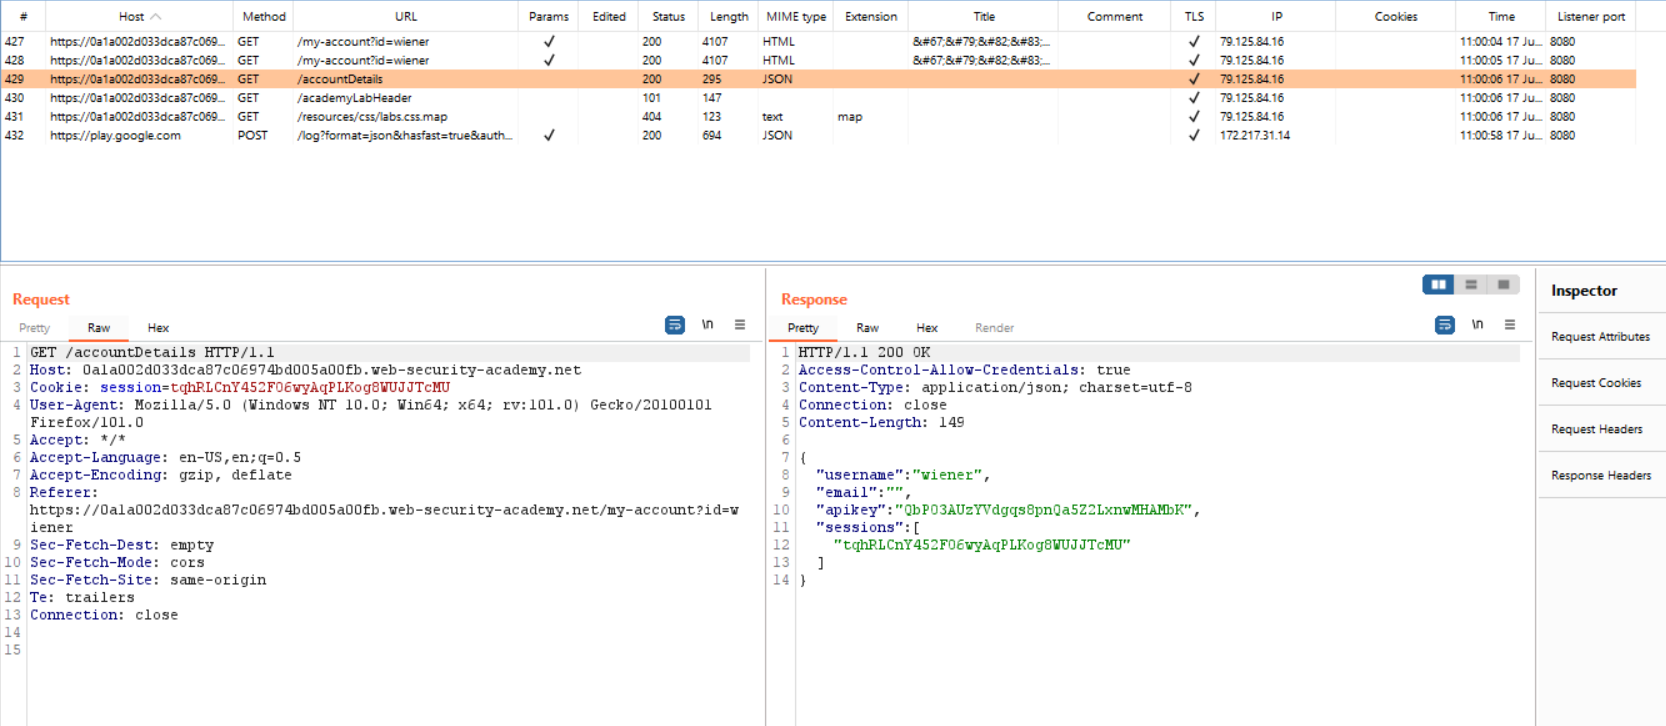 # Host Method URL Params Edited Status Length MIME type Extension Title Comment TLS IP Cookies Time Listener port
427 https://0a1a002d033dca87c069... GET /my-account?id=wiener ✓ 200 4107 HTML &#67;&#79;&#82;&#83;... ✓ 79.125.84.16 11:00:04 17 Ju... 8080
428 https://0a1a002d033dca87c069... GET /my-account?id=wiener ✓ 200 4107 HTML &#67;&#79;&#82;&#83;... ✓ 79.125.84.16 11:00:05 17 Ju... 8080
429 https://0a1a002d033dca87c069... GET /accountDetails 200 295 JSON ✓ 79.125.84.16 11:00:06 17 Ju... 8080
430 https://0a1a002d033dca87c069... GET /academyLabHeader 101 147 ✓ 79.125.84.16 11:00:06 17 Ju... 8080
431 https://0a1a002d033dca87c069... GET /resources/css/labs.css.map 404 123 text map ✓ 79.125.84.16 11:00:06 17 Ju... 8080
432 https://play.google.com POST /log?format=json&hasfast=true&auth... ✓ 200 694 JSON ✓ 172.217.31.14 11:00:58 17 Ju... 8080
Request
Pretty Raw Hex \n
1 GET /accountDetails HTTP/1.1
2 Host: 0a1a002d033dca87c06974bd005a00fb.web-security-academy.net
3 Cookie: session=tqhRLCnY452F06wyAqPLKog8WUJJTcMU
4 User-Agent: Mozilla/5.0 (Windows NT 10.0; Win64; x64; rv:101.0) Gecko/20100101
Firefox/101.0
5 Accept: */*
6 Accept-Language: en-US,en;q=0.5
7 Accept-Encoding: gzip, deflate
8 Referer:
https://0a1a002d033dca87c06974bd005a00fb.web-security-academy.net/my-account?id=w
iener
9 Sec-Fetch-Dest: empty
10 Sec-Fetch-Mode: cors
11 Sec-Fetch-Site: same-origin
12 Te: trailers
13 Connection: close
14
15
Response
Pretty Raw Hex Render \n
1 HTTP/1.1 200 OK
2 Access-Control-Allow-Credentials: true
3 Content-Type: application/json; charset=utf-8
4 Connection: close
5 Content-Length: 149
6
7 {
8 "username":"wiener",
9 "email":"",
10 "apikey":"QbP03AUzYVdgqs8pnQa5Z2LxnwMHAMbK",
11 "sessions":[
12 "tqhRLCnY452F06wyAqPLKog8WUJJTcMU"
13 ]
14 }
Inspector
Request Attributes
Request Cookies
Request Headers
Response Headers